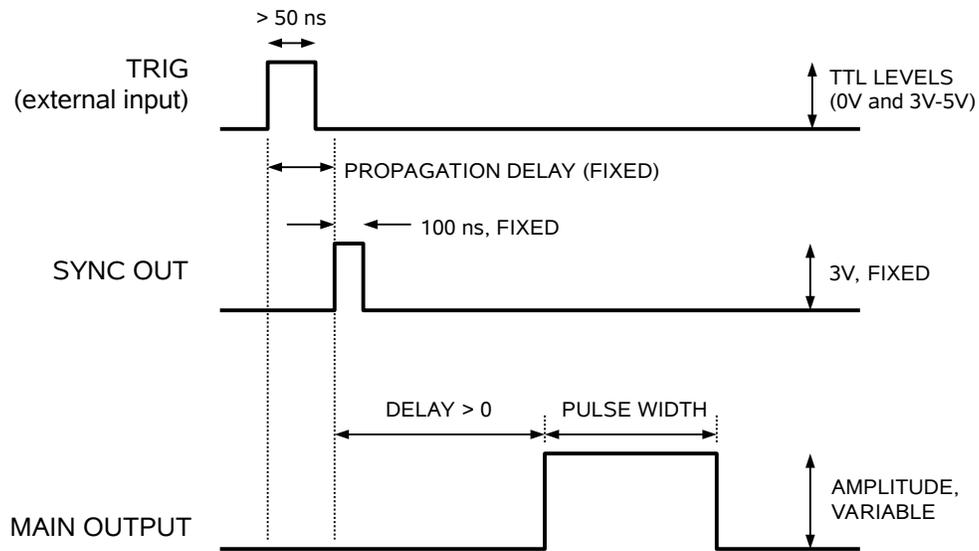 > 50 ns
TRIG
(external input)
TTL LEVELS
(0V and 3V-5V)
PROPAGATION DELAY (FIXED)
100 ns, FIXED
SYNC OUT
3V, FIXED
DELAY > 0
PULSE WIDTH
AMPLITUDE,
VARIABLE
MAIN OUTPUT